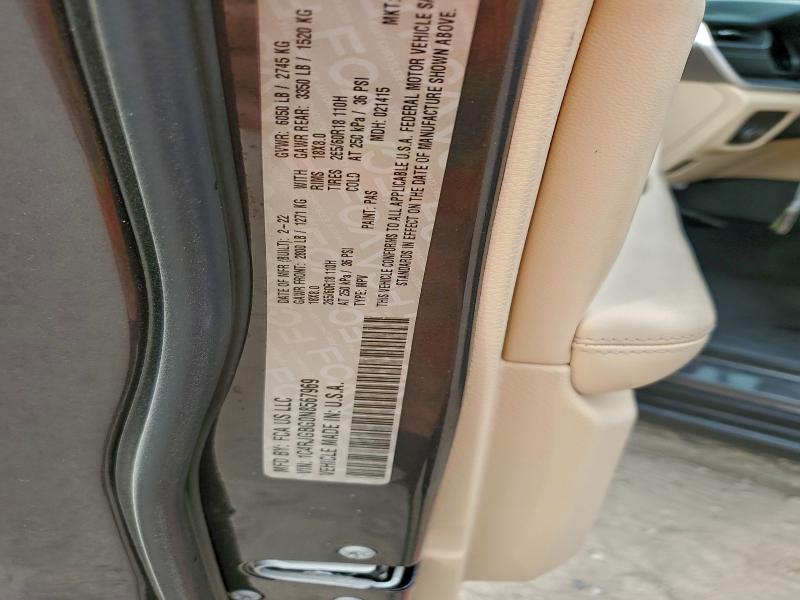 MFD BY: FCA US LLC
DATE OF MFR (BUILT): 2-22
GVWR: 6050 LB / 2745 KG
VIN: 1C4RJGBG0N8567969
GAWR FRONT: 2800 LB / 1271 KG WITH
GAWR REAR: 3350 LB / 1520 KG
VEHICLE MADE IN: U.S.A.
18X8.0
RIMS
18X8.0
265/60R18 110H
TIRES
265/60R18 110H
AT 250 kPa / 36 PSI
COLD
AT 250 kPa / 36 PSI
TYPE: MPV
PAINT: PAS
MDH: 021415
MKT:
THIS VEHICLE CONFORMS TO ALL APPLICABLE U.S.A. FEDERAL MOTOR VEHICLE
STANDARDS IN EFFECT ON THE DATE OF MANUFACTURE SHOWN ABOVE.